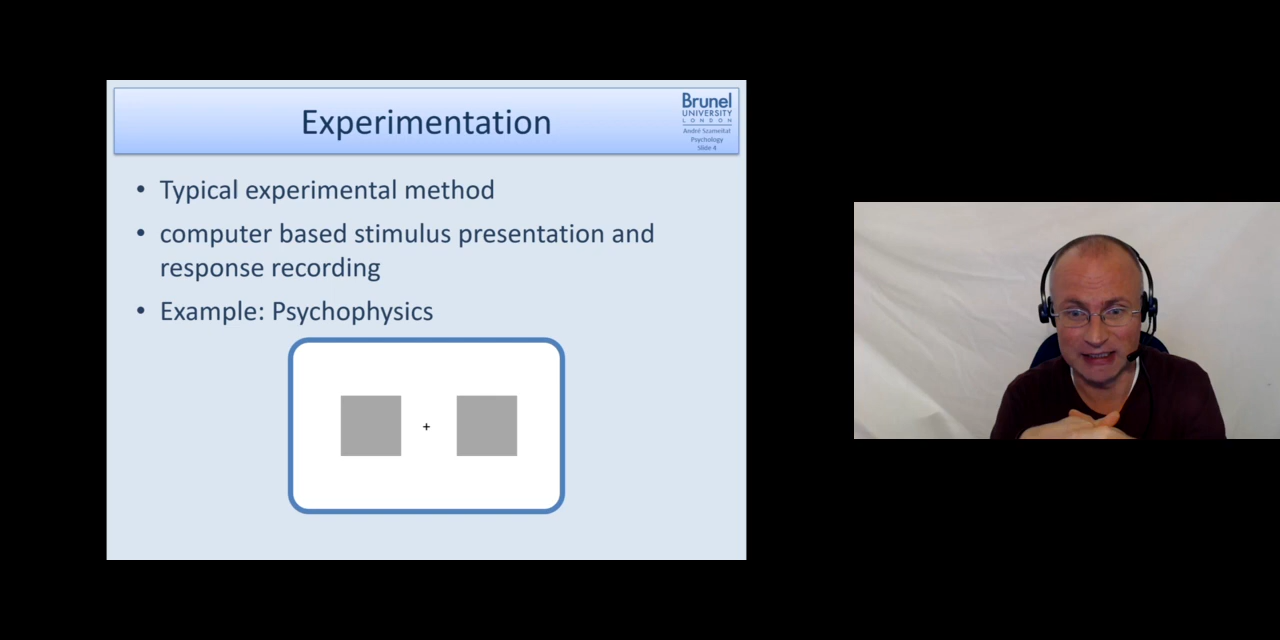 Experimentation
Brunel
UNIVERSITY
LONDON
André Szameitat
Psychology
Slide 4
• Typical experimental method
• computer based stimulus presentation and
response recording
• Example: Psychophysics
+